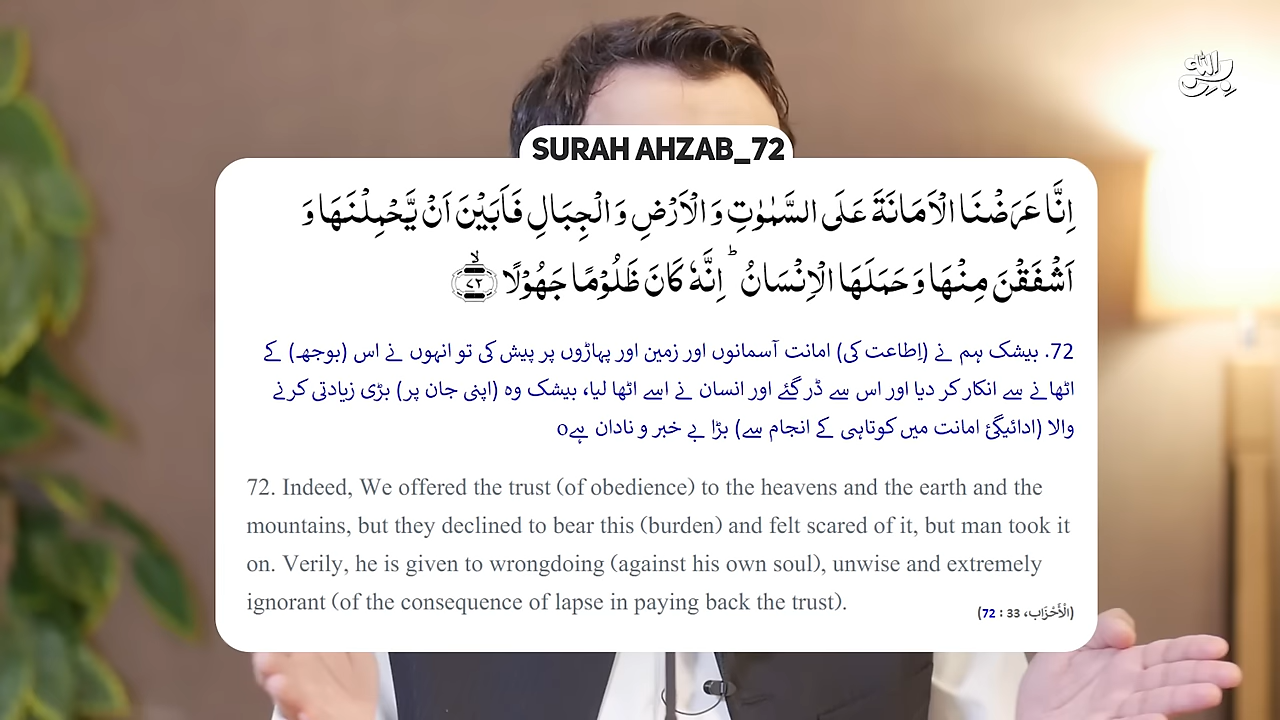 بسم الله
SURAH AHZAB_72
اِنَّا عَرَضْنَا الْاَمَانَةَ عَلَى السَّمٰوٰتِ وَ الْاَرْضِ وَ الْجِبَالِ فَاَبَیْنَ اَنْ یَّحْمِلْنَهَا وَ
اَشْفَقْنَ مِنْهَا وَ حَمَلَهَا الْاِنْسَانُ ؕ اِنَّهٗ كَانَ ظَلُوْمًا جَهُوْلًا ۙ۝۷۲
72. بیشک ہم نے (اِطاعت کی) امانت آسمانوں اور زمین اور پہاڑوں پر پیش کی تو انہوں نے اس (بوجھ) کے
اٹھانے سے انکار کر دیا اور اس سے ڈر گئے اور انسان نے اسے اٹھا لیا، بیشک وہ (اپنی جان پر) بڑی زیادتی کرنے
والا (ادائیگیٔ امانت میں کوتاہی کے انجام سے) بڑا بے خبر و نادان ہےo
72. Indeed, We offered the trust (of obedience) to the heavens and the earth and the
mountains, but they declined to bear this (burden) and felt scared of it, but man took it
on. Verily, he is given to wrongdoing (against his own soul), unwise and extremely
ignorant (of the consequence of lapse in paying back the trust).
(الْأَحْزَاب، 33 : 72)